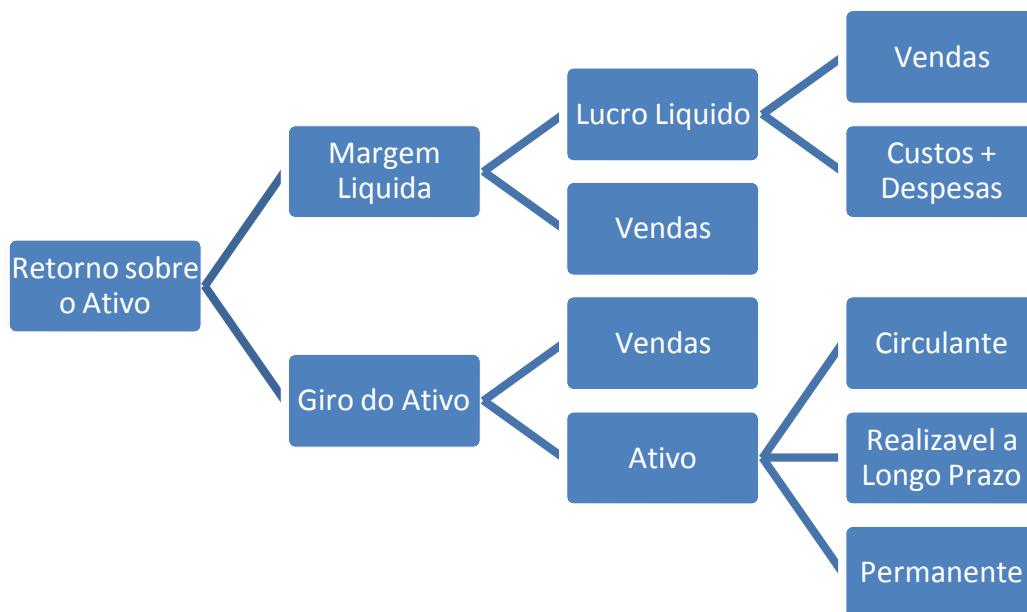 Vendas
Lucro Liquido
Margem
Liquida
Custos +
Despesas
Vendas
Retorno sobre
o Ativo
Vendas
Circulante
Giro do Ativo
Realizavel a
Longo Prazo
Ativo
Permanente